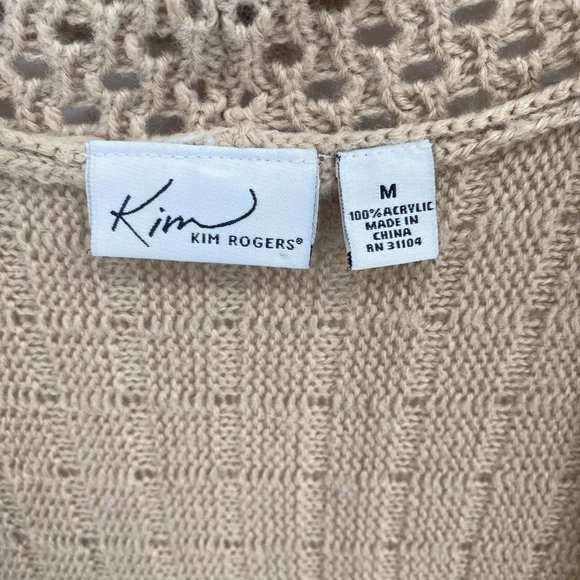 Kim
KIM ROGERS®
M
100% ACRYLIC
MADE IN
CHINA
RN 31104